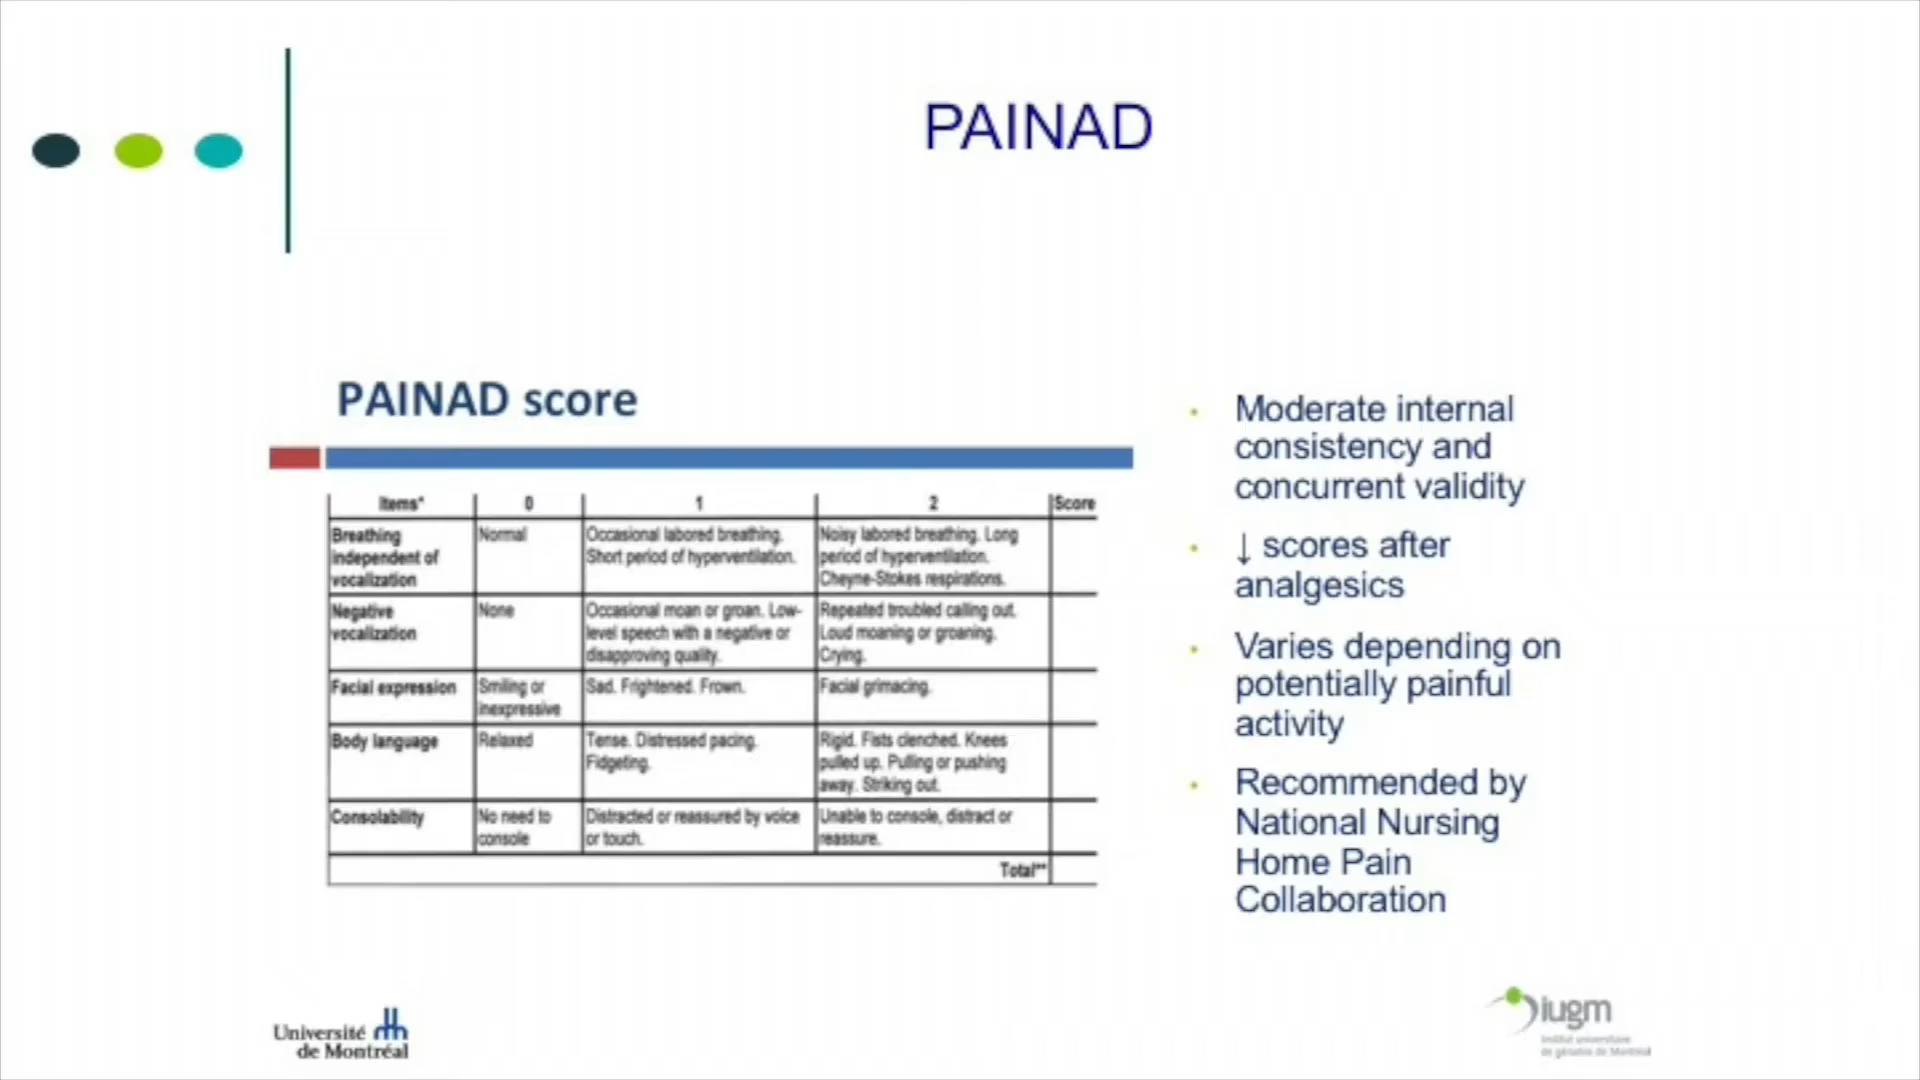 PAINAD
PAINAD score
Items* 0 1 2 Score
Breathing independent of vocalization Normal Occasional labored breathing. Short period of hyperventilation. Noisy labored breathing. Long period of hyperventilation. Cheyne-Stokes respirations.
Negative vocalization None Occasional moan or groan. Low-level speech with a negative or disapproving quality. Repeated troubled calling out. Loud moaning or groaning. Crying.
Facial expression Smiling or inexpressive Sad. Frightened. Frown. Facial grimacing.
Body language Relaxed Tense. Distressed pacing. Fidgeting. Rigid. Fists clenched. Knees pulled up. Pulling or pushing away. Striking out.
Consolability No need to console Distracted or reassured by voice or touch. Unable to console, distract or reassure.
Total**
• Moderate internal
consistency and
concurrent validity
• ↓ scores after
analgesics
• Varies depending on
potentially painful
activity
• Recommended by
National Nursing
Home Pain
Collaboration
Université
de Montréal
iugm
Institut universitaire
de gériatrie de Montréal